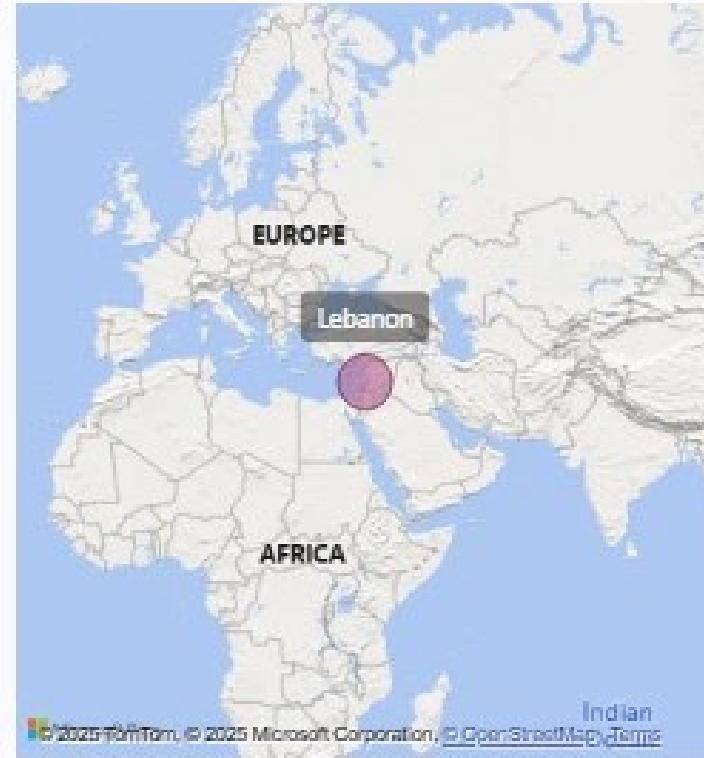 EUROPE
Lebanon
AFRICA
Indian
© 2025 TomTom, © 2025 Microsoft Corporation, © OpenStreetMap Terms